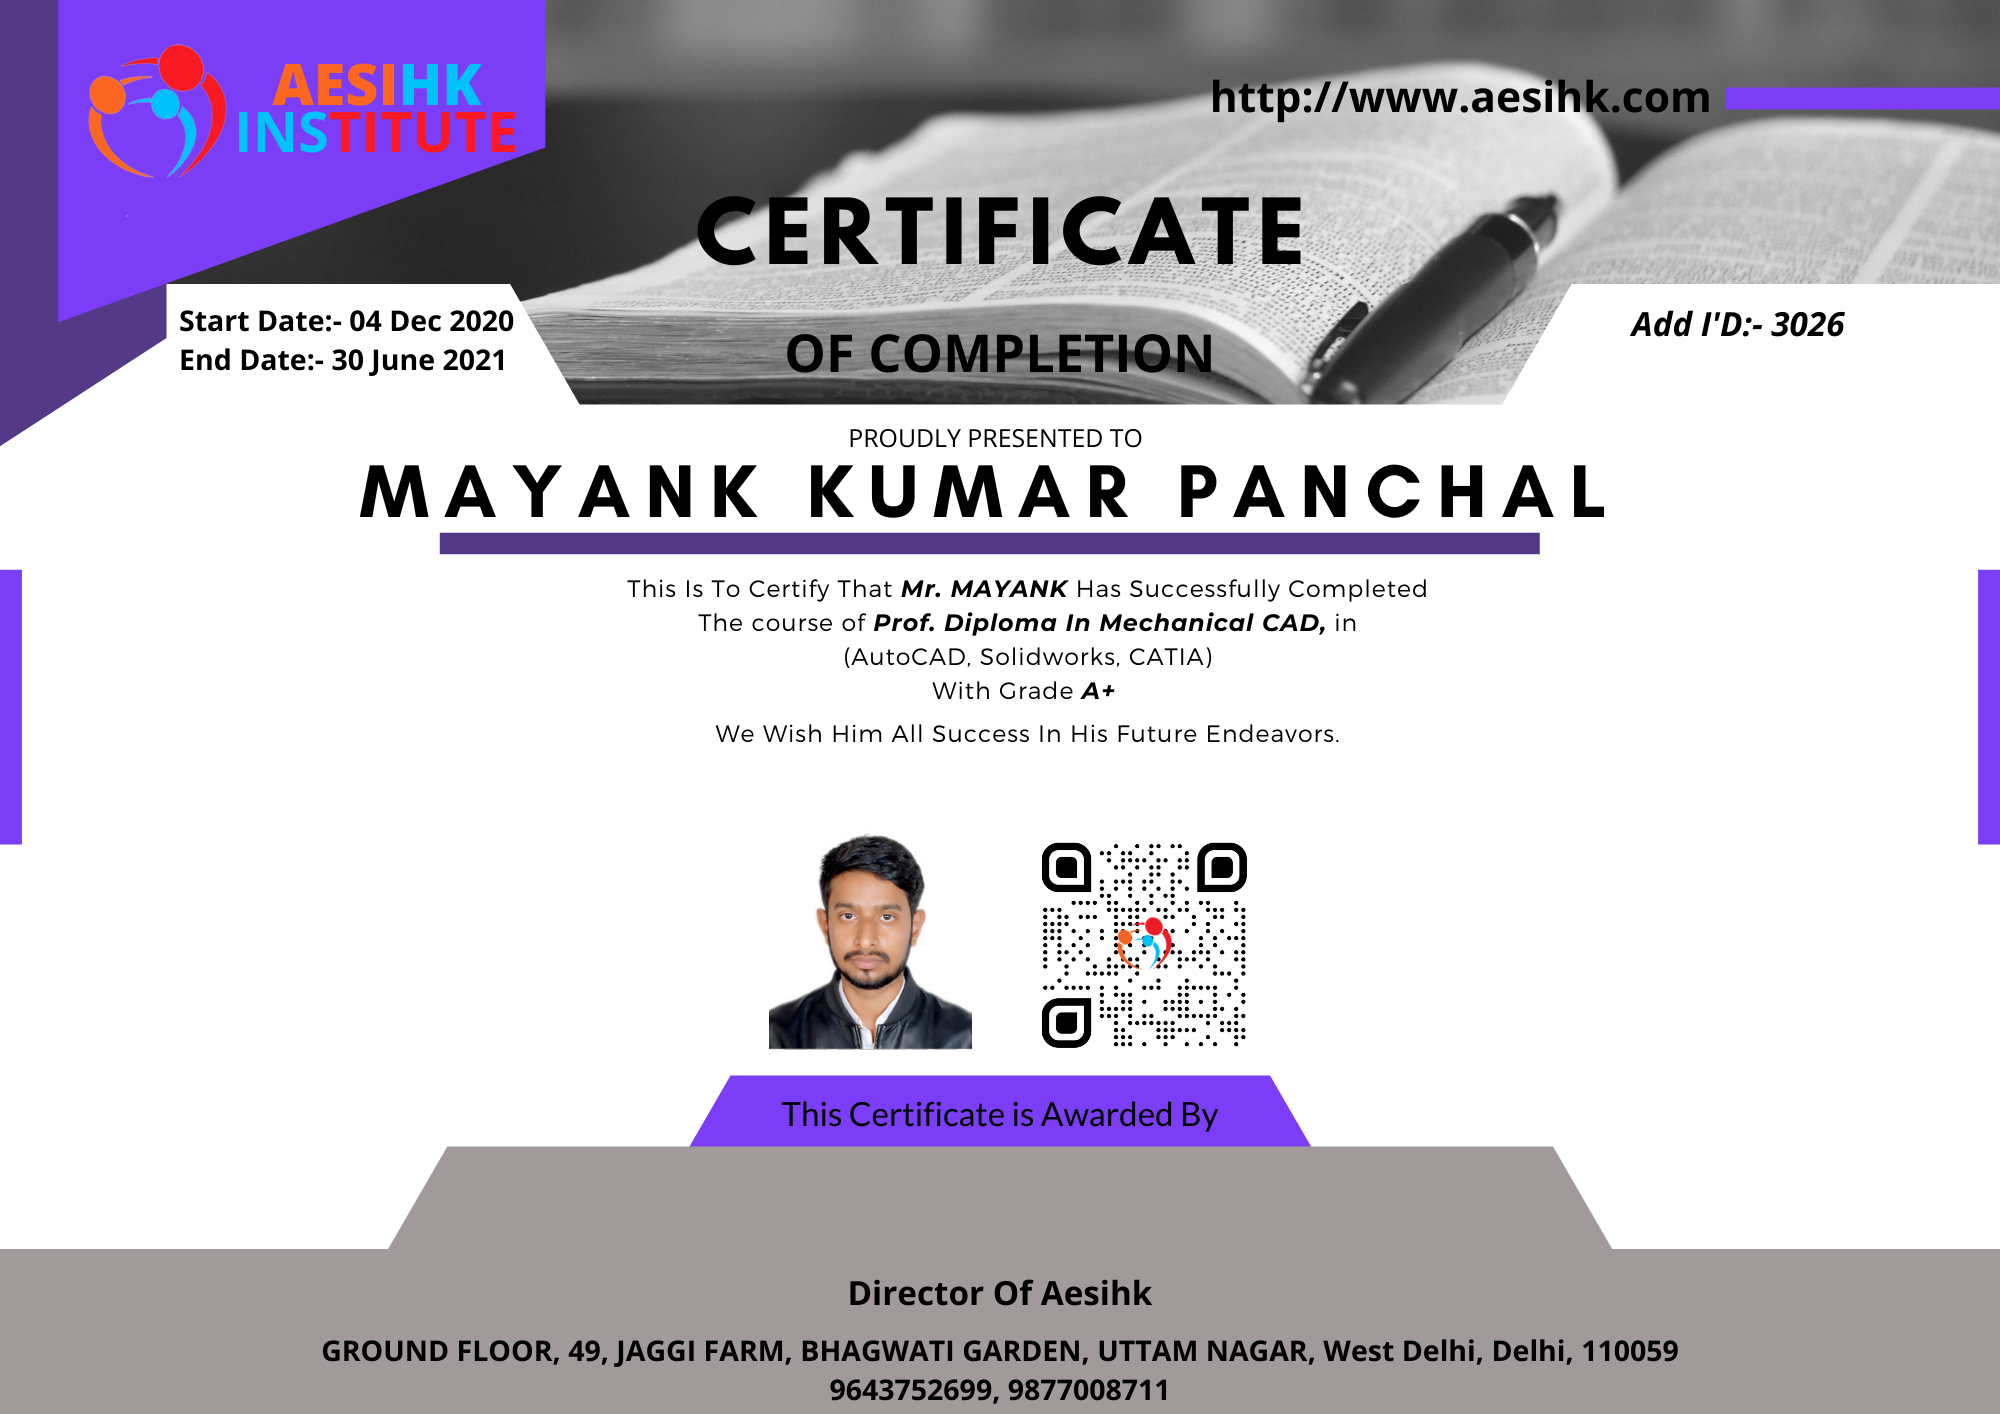 AESIHK
INSTITUTE
http://www.aesihk.com
CERTIFICATE
OF COMPLETION
Start Date:- 04 Dec 2020
End Date:- 30 June 2021
Add I'D:- 3026
PROUDLY PRESENTED TO
MAYANK KUMAR PANCHAL
This Is To Certify That Mr. MAYANK Has Successfully Completed
The course of Prof. Diploma In Mechanical CAD, in
(AutoCAD, Solidworks, CATIA)
With Grade A+
We Wish Him All Success In His Future Endeavors.
This Certificate is Awarded By
Director Of Aesihk
GROUND FLOOR, 49, JAGGI FARM, BHAGWATI GARDEN, UTTAM NAGAR, West Delhi, Delhi, 110059
9643752699, 9877008711